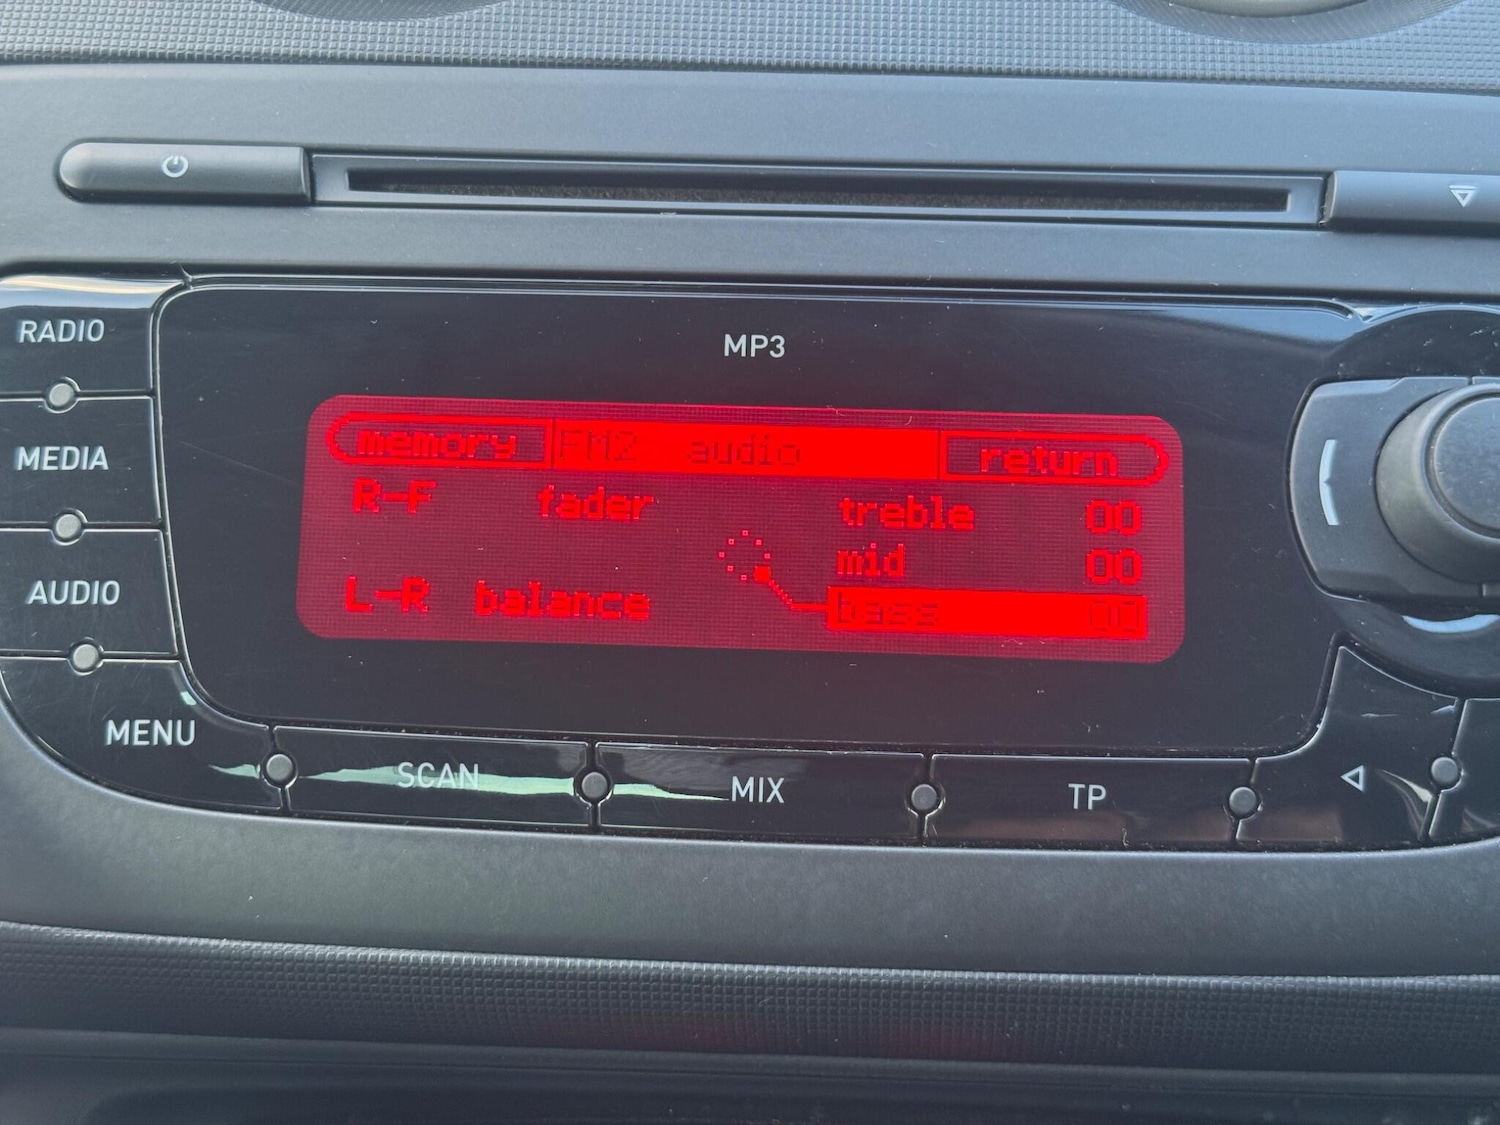 RADIO
MEDIA
AUDIO
MENU
MP3
memory FM2 audio return
R-F fader treble 00
mid 00
L-R balance bass 00
SCAN MIX TP